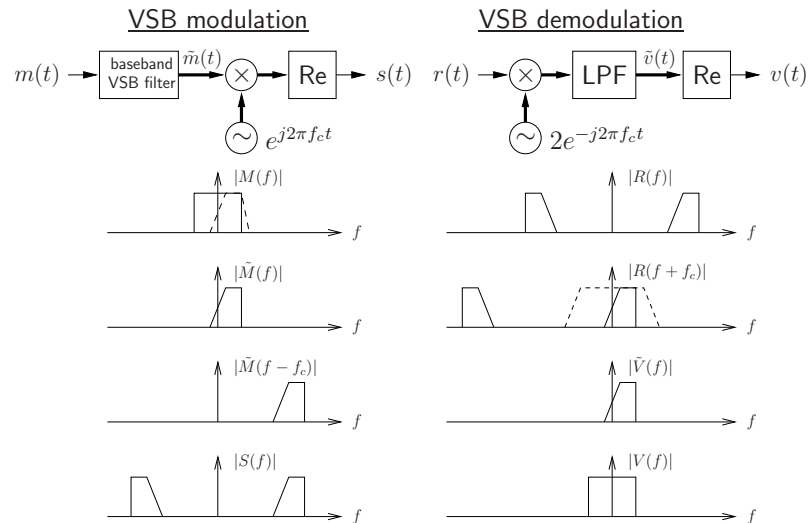 VSB modulation
m(t)
baseband
VSB filter
m̃(t)
×
Re
s(t)
∼
e^{j2πf_c t}
|M(f)|
f
|M̃(f)|
f
|M̃(f − f_c)|
f
|S(f)|
f
VSB demodulation
r(t)
×
LPF
ṽ(t)
Re
v(t)
∼
2e^{−j2πf_c t}
|R(f)|
f
|R(f + f_c)|
f
|Ṽ(f)|
f
|V(f)|
f